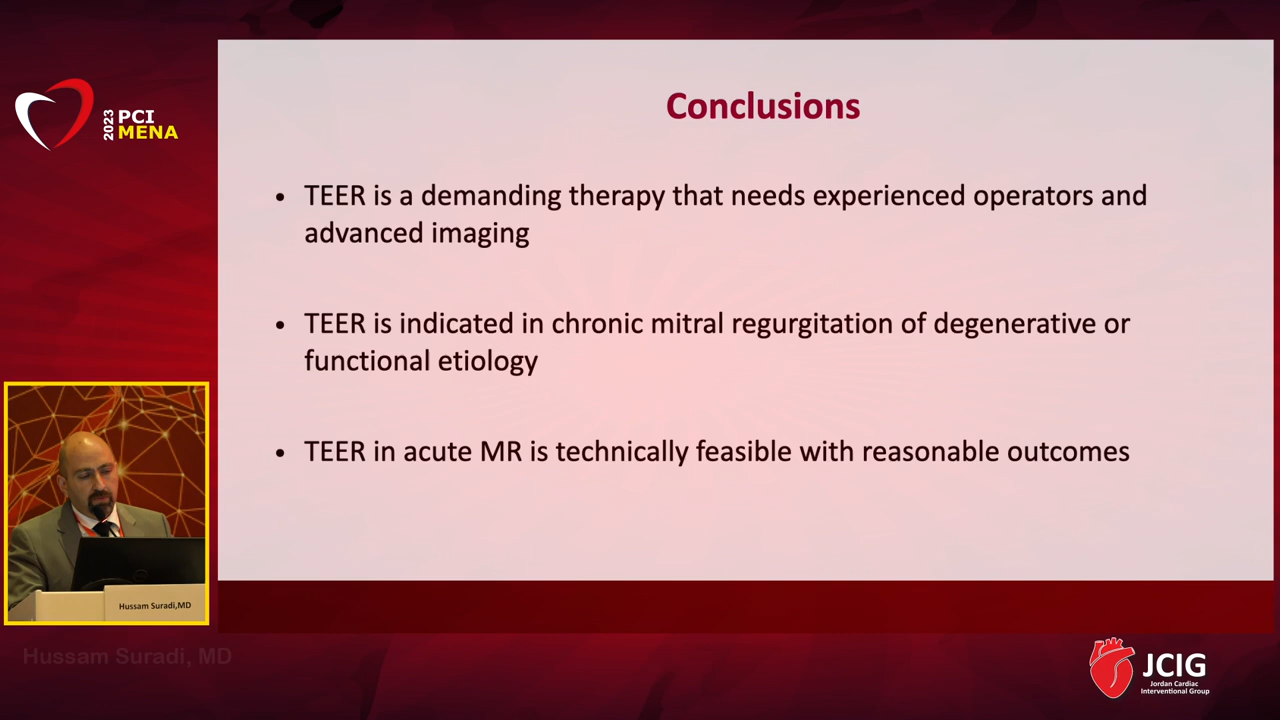 2023 PCI
MENA
Conclusions
• TEER is a demanding therapy that needs experienced operators and
advanced imaging
• TEER is indicated in chronic mitral regurgitation of degenerative or
functional etiology
• TEER in acute MR is technically feasible with reasonable outcomes
Hussam Suradi,MD
Hussam Suradi, MD
JCIG
Jordan Cardiac
Interventional Group